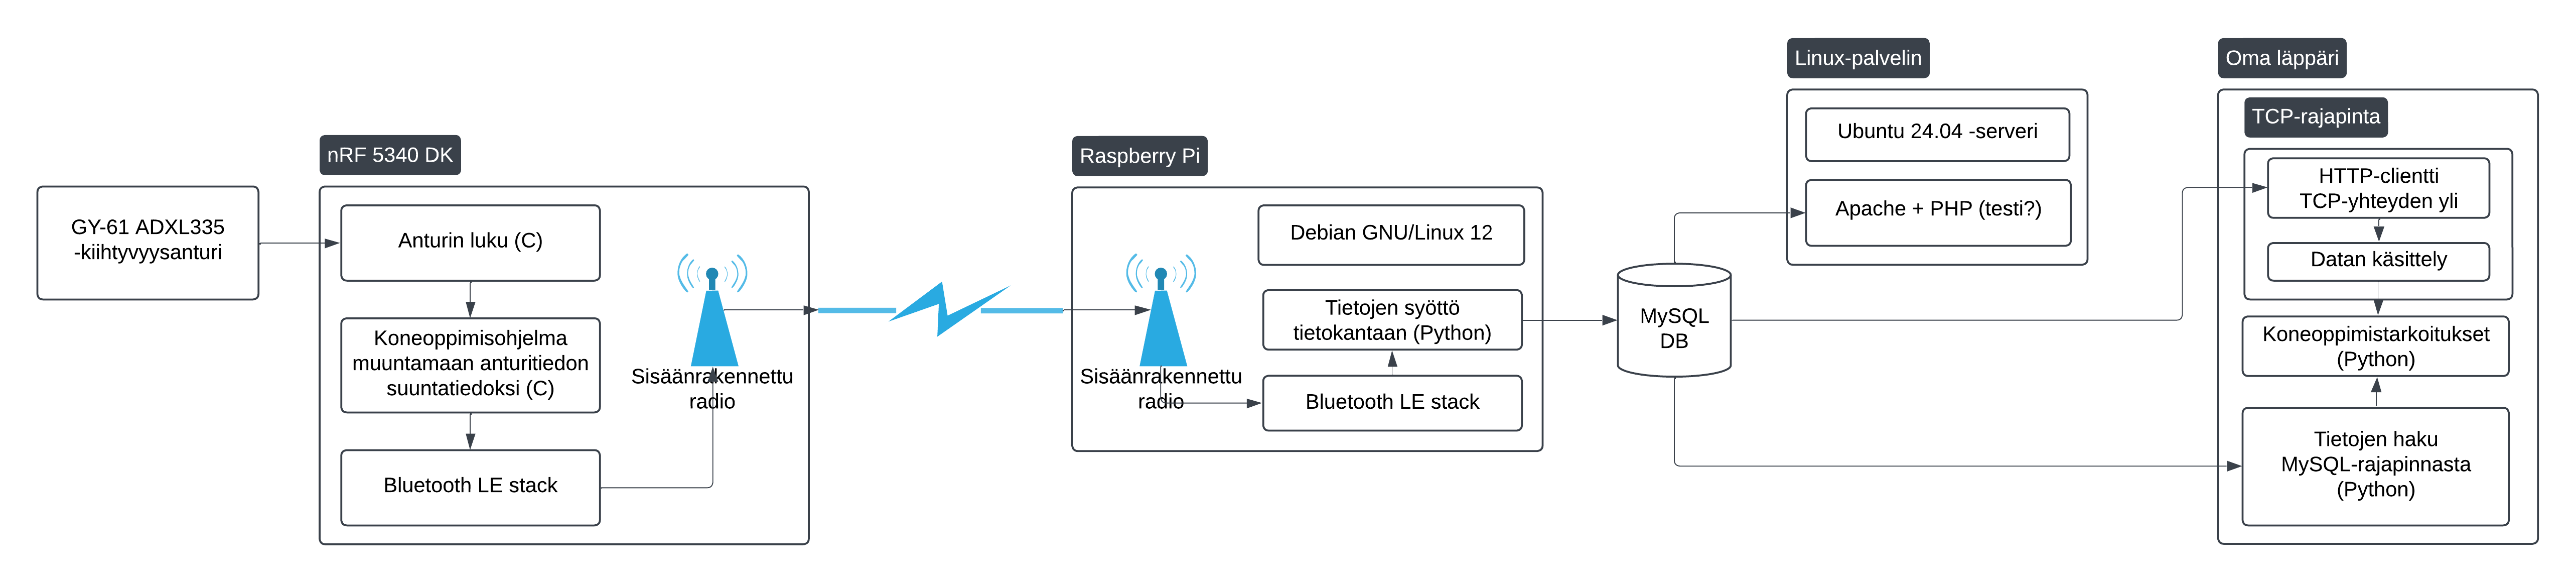 GY-61 ADXL335
-kiihtyvyysanturi
nRF 5340 DK
Anturin luku (C)
Koneoppimisohjelma
muuntamaan anturitiedon
suuntatiedoksi (C)
Bluetooth LE stack
Sisäänrakennettu
radio
Raspberry Pi
Sisäänrakennettu
radio
Debian GNU/Linux 12
Tietojen syöttö
tietokantaan (Python)
Bluetooth LE stack
MySQL
DB
Linux-palvelin
Ubuntu 24.04 -serveri
Apache + PHP (testi?)
Oma läppäri
TCP-rajapinta
HTTP-clientti
TCP-yhteyden yli
Datan käsittely
Koneoppimistarkoitukset
(Python)
Tietojen haku
MySQL-rajapinnasta
(Python)